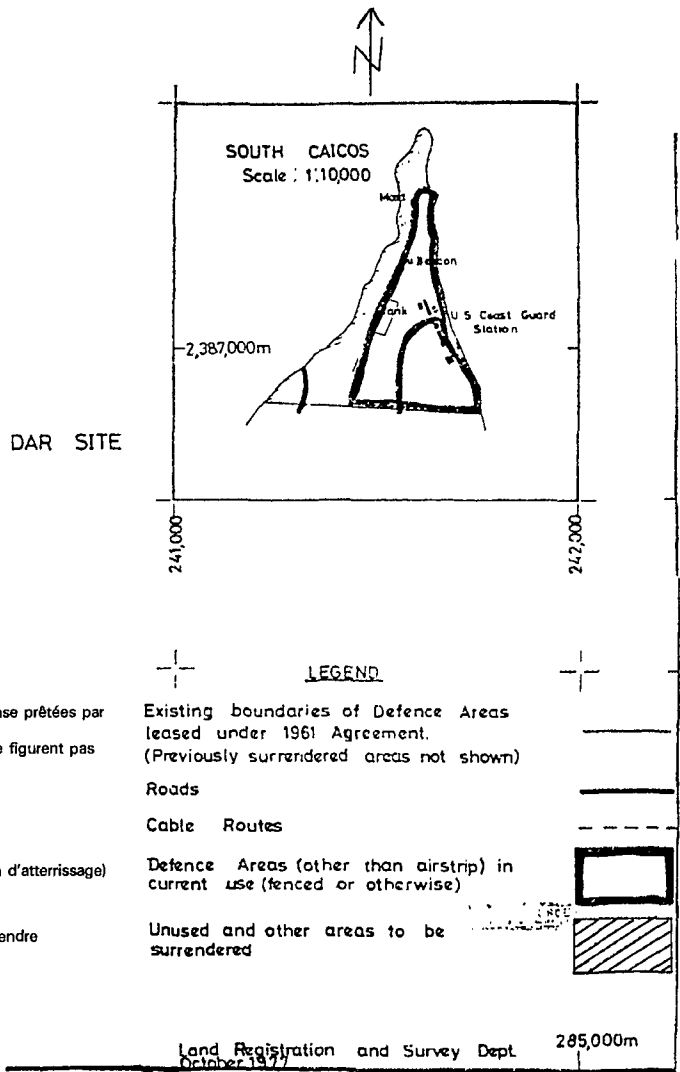 N
SOUTH CAICOS
Scale : 1:10,000
Mast
Beacon
Tank
U S Coast Guard
Station
2,387,000m
DAR SITE
241,000
242,000
LEGEND
nse prêtées par
e figurent pas
Existing boundaries of Defence Areas
leased under 1961 Agreement.
(Previously surrendered areas not shown)
Roads
Cable Routes
n d'atterrissage)
Defence Areas (other than airstrip) in
current use (fenced or otherwise)
endre
Unused and other areas to be
surrendered
Land Registration and Survey Dept.
October 1977
285,000m